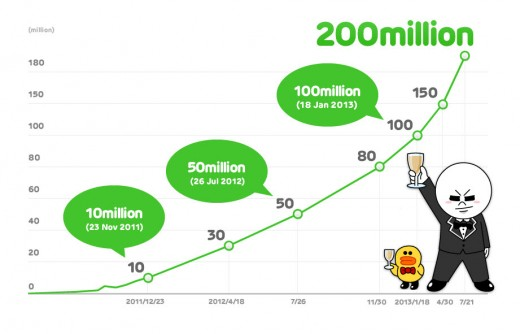 200million
(million)
180
150
100
80
60
40
20
0
100million
(18 Jan 2013)
50million
(26 Jul 2012)
10million
(23 Nov 2011)
10
30
50
80
100
150
2011/12/23
2012/4/18
7/26
11/30
2013/1/18
4/30
7/21